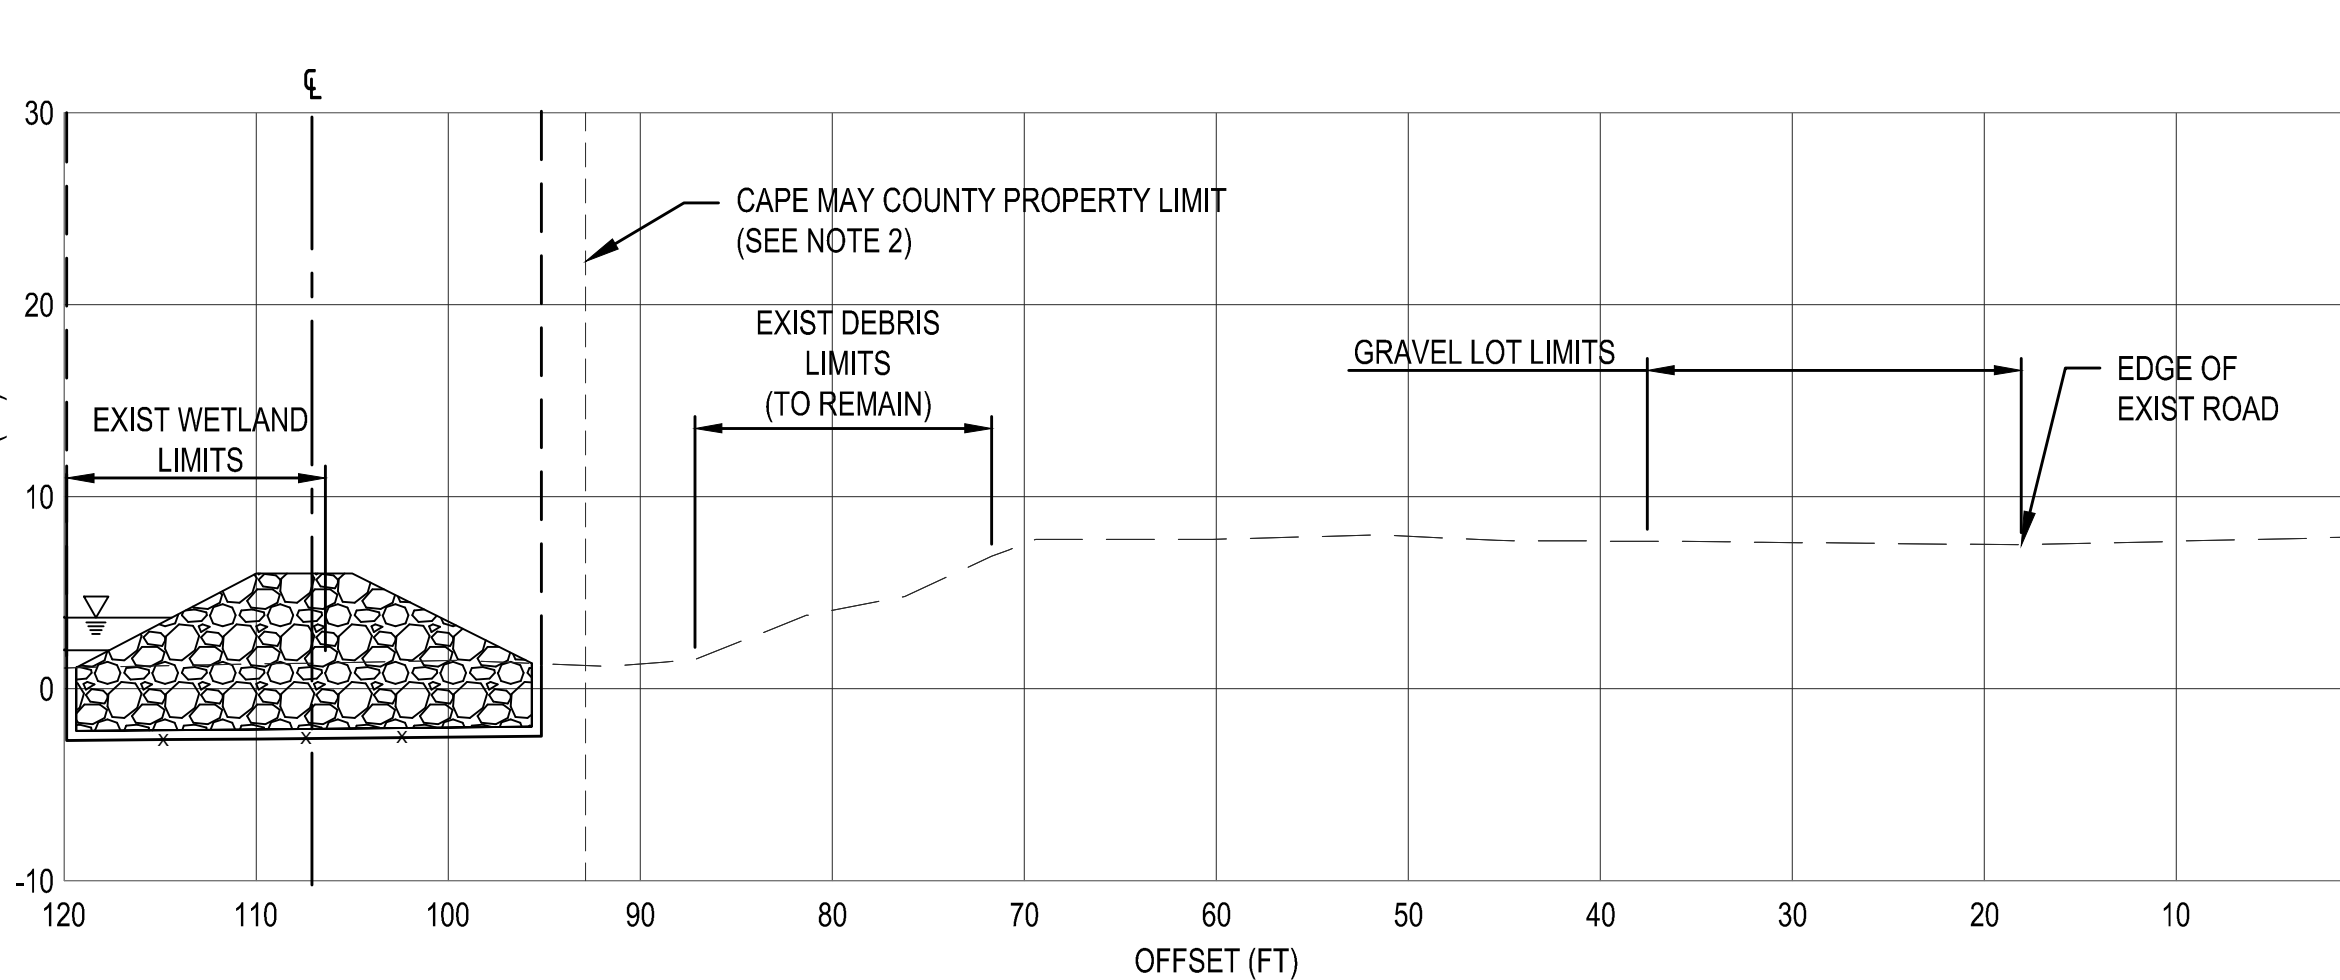 ℄
30
CAPE MAY COUNTY PROPERTY LIMIT
(SEE NOTE 2)
20
EXIST DEBRIS
LIMITS
(TO REMAIN)
GRAVEL LOT LIMITS
EDGE OF
EXIST ROAD
EXIST WETLAND
LIMITS
10
0
x x x
-10
120 110 100 90 80 70 60 50 40 30 20 10
OFFSET (FT)